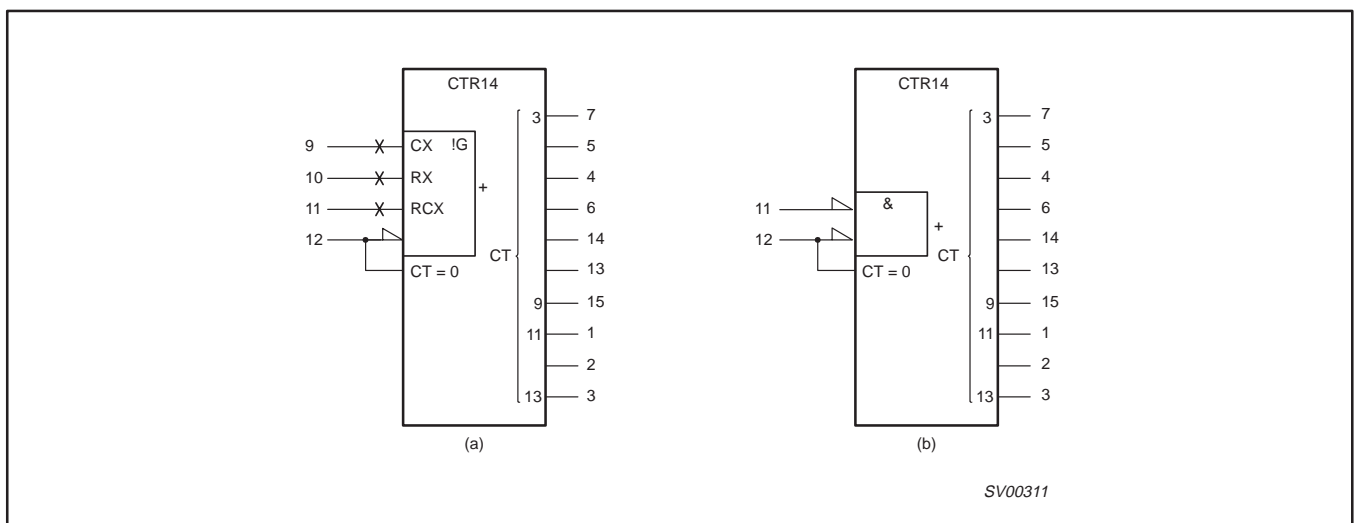 CTR14 CTR14
3 7 3 7
9 CX !G 5 5
10 RX 4 4
+ &
11 RCX 6 11 6
+
12 14 12 14
CT CT
CT = 0 13 CT = 0 13
9 15 9 15
11 1 11 1
2 2
13 3 13 3
(a) (b)
SV00311